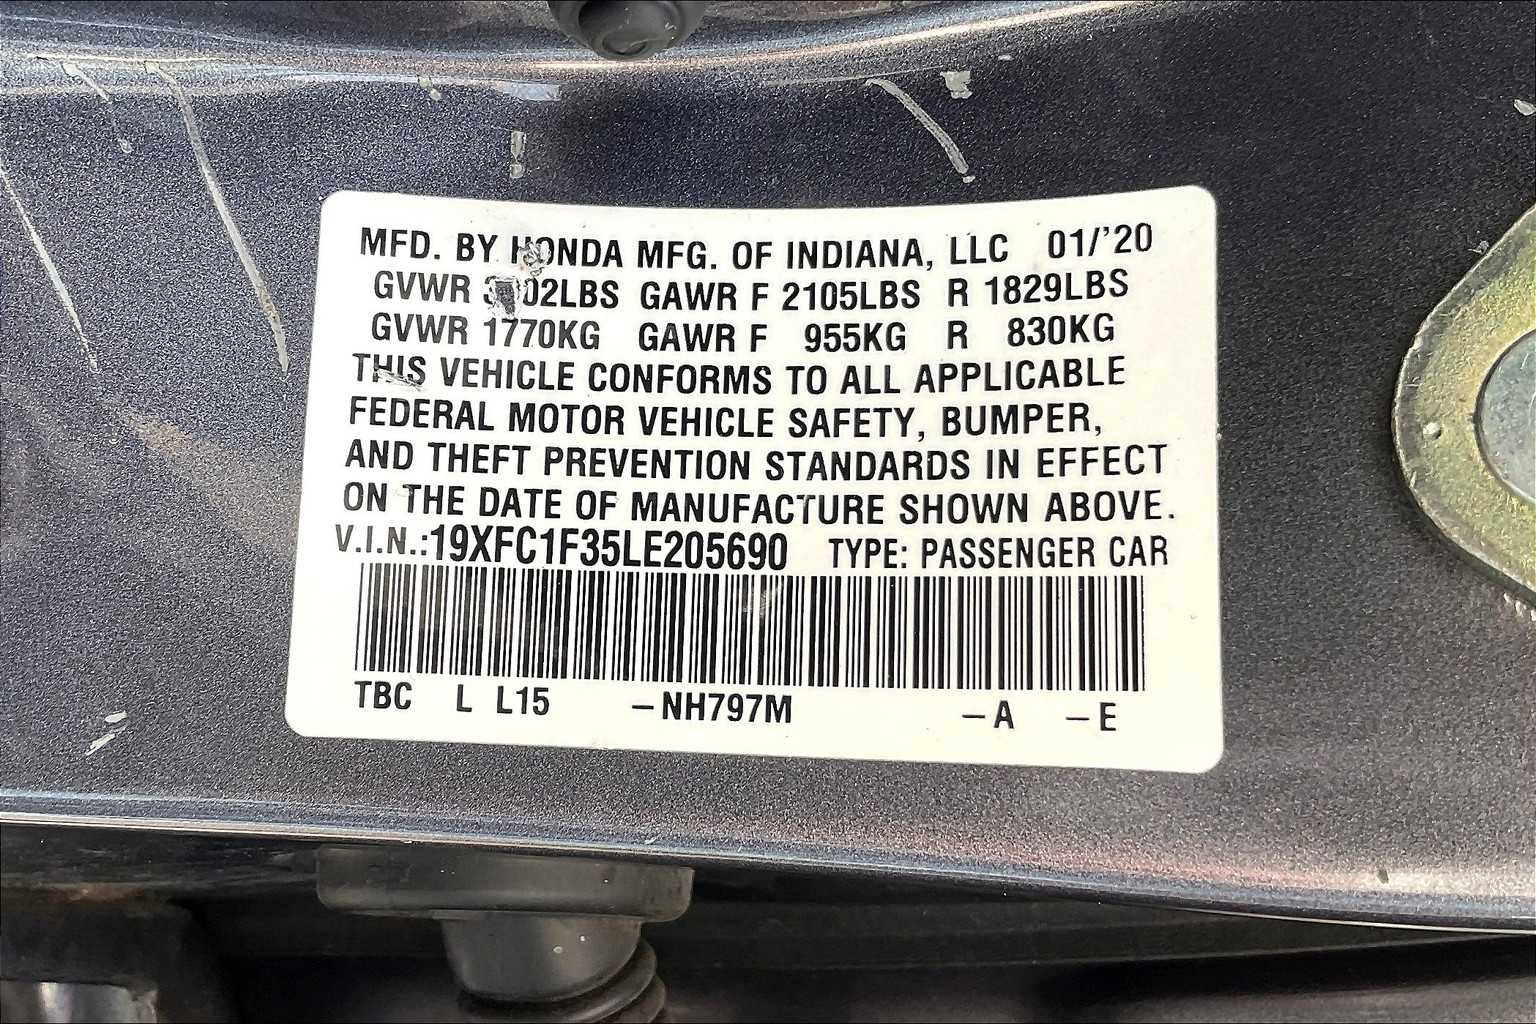 MFD. BY HONDA MFG. OF INDIANA, LLC 01/'20
GVWR GAWR F 2105LBS R 1829LBS
GVWR 1770KG GAWR F 955KG R 830KG
THIS VEHICLE CONFORMS TO ALL APPLICABLE
FEDERAL MOTOR VEHICLE SAFETY, BUMPER,
AND THEFT PREVENTION STANDARDS IN EFFECT
ON THE DATE OF MANUFACTURE SHOWN ABOVE.
V.I.N.:19XFC1F35LE205690 TYPE: PASSENGER CAR
TBC L L15 –NH797M –A –E